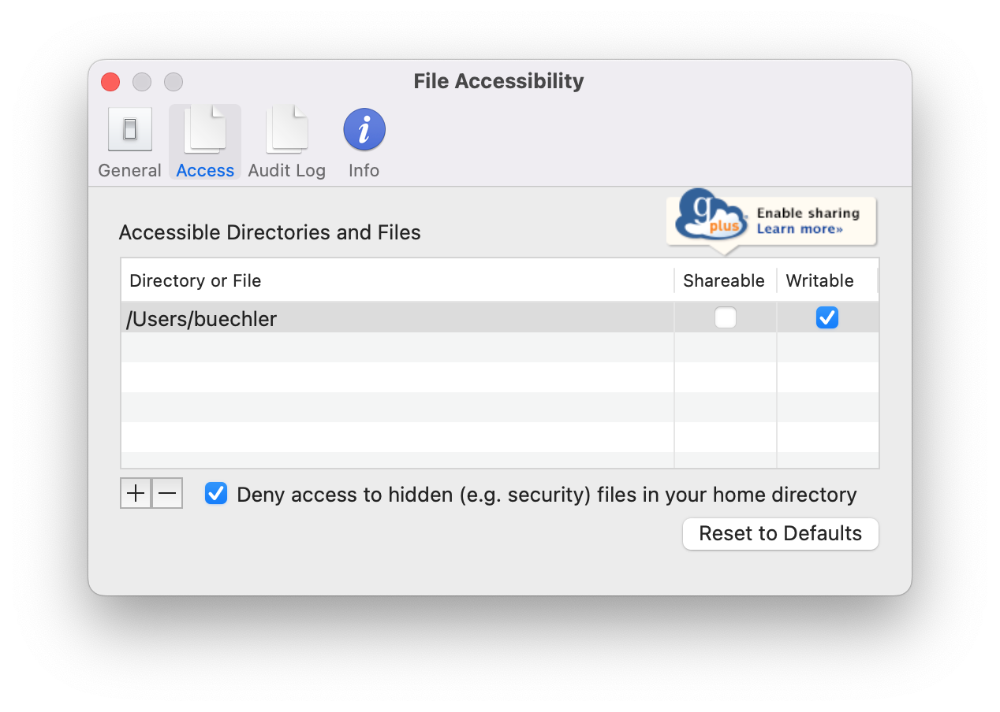 File Accessibility
General Access Audit Log Info
g plus Enable sharing
Learn more»
Accessible Directories and Files
Directory or File Shareable Writable
/Users/buechler
Deny access to hidden (e.g. security) files in your home directory
Reset to Defaults